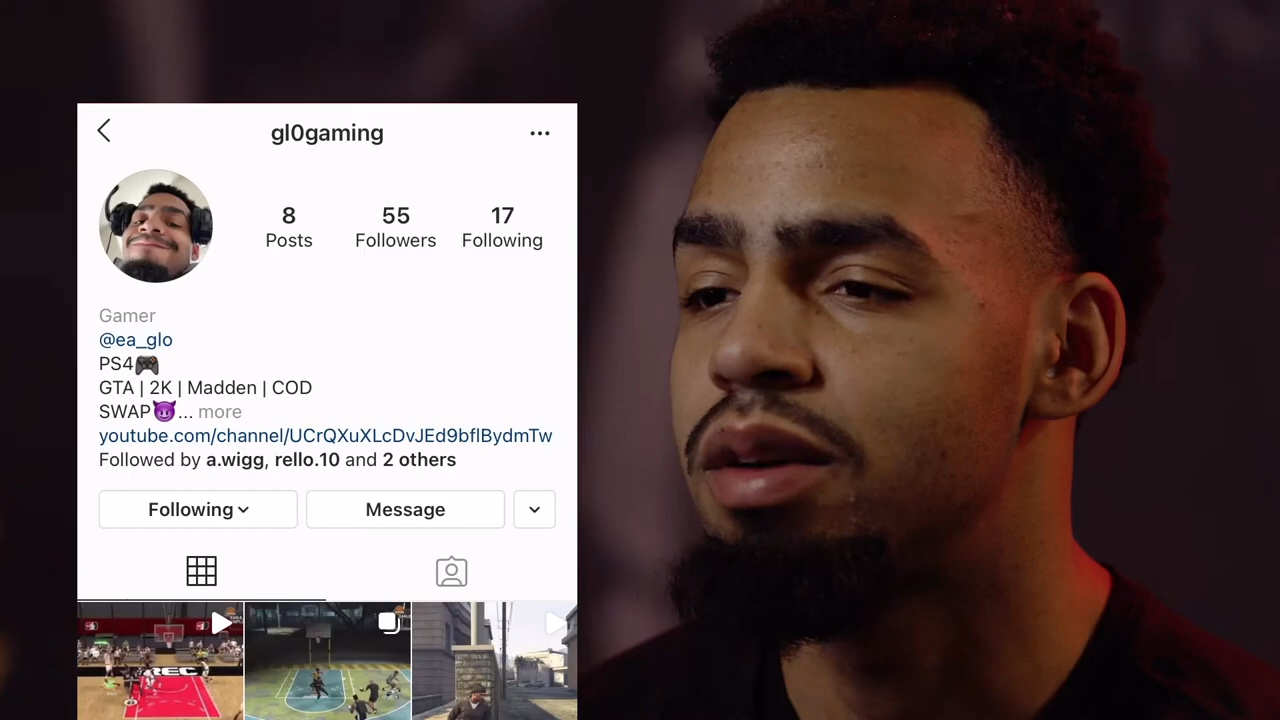 gl0gaming
8 55 17
Posts Followers Following
Gamer
@ea_glo
PS4🎮
GTA | 2K | Madden | COD
SWAP😈... more
youtube.com/channel/UCrQXuXLcDvJEd9bflBydmTw
Followed by a.wigg, rello.10 and 2 others
Following Message
REC